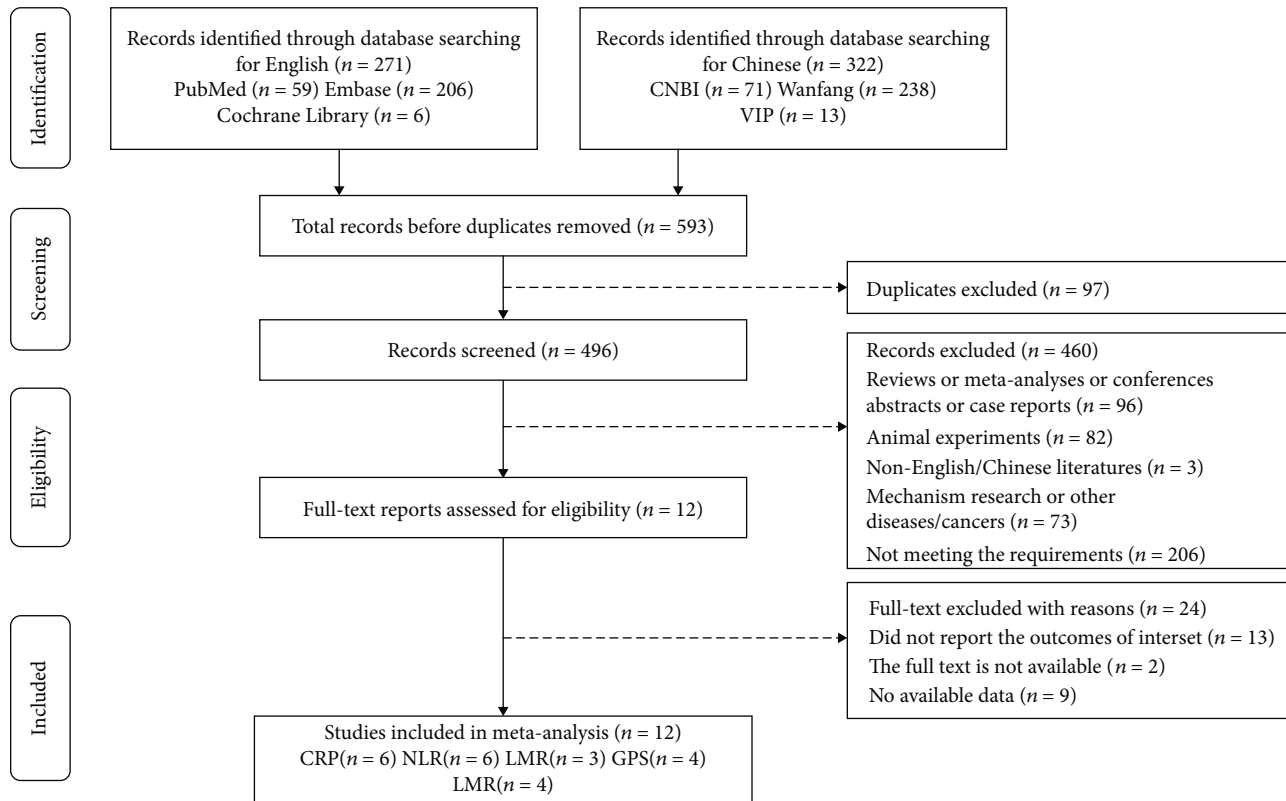 Identification
Records identified through database searching
for English (n = 271)
PubMed (n = 59) Embase (n = 206)
Cochrane Library (n = 6)
Records identified through database searching
for Chinese (n = 322)
CNBI (n = 71) Wanfang (n = 238)
VIP (n = 13)
Screening
Total records before duplicates removed (n = 593)
Duplicates excluded (n = 97)
Records screened (n = 496)
Eligibility
Records excluded (n = 460)
Reviews or meta-analyses or conferences
abstracts or case reports (n = 96)
Animal experiments (n = 82)
Non-English/Chinese literatures (n = 3)
Mechanism research or other
diseases/cancers (n = 73)
Not meeting the requirements (n = 206)
Full-text reports assessed for eligibility (n = 12)
Included
Full-text excluded with reasons (n = 24)
Did not report the outcomes of interset (n = 13)
The full text is not available (n = 2)
No available data (n = 9)
Studies included in meta-analysis (n = 12)
CRP(n = 6) NLR(n = 6) LMR(n = 3) GPS(n = 4)
LMR(n = 4)